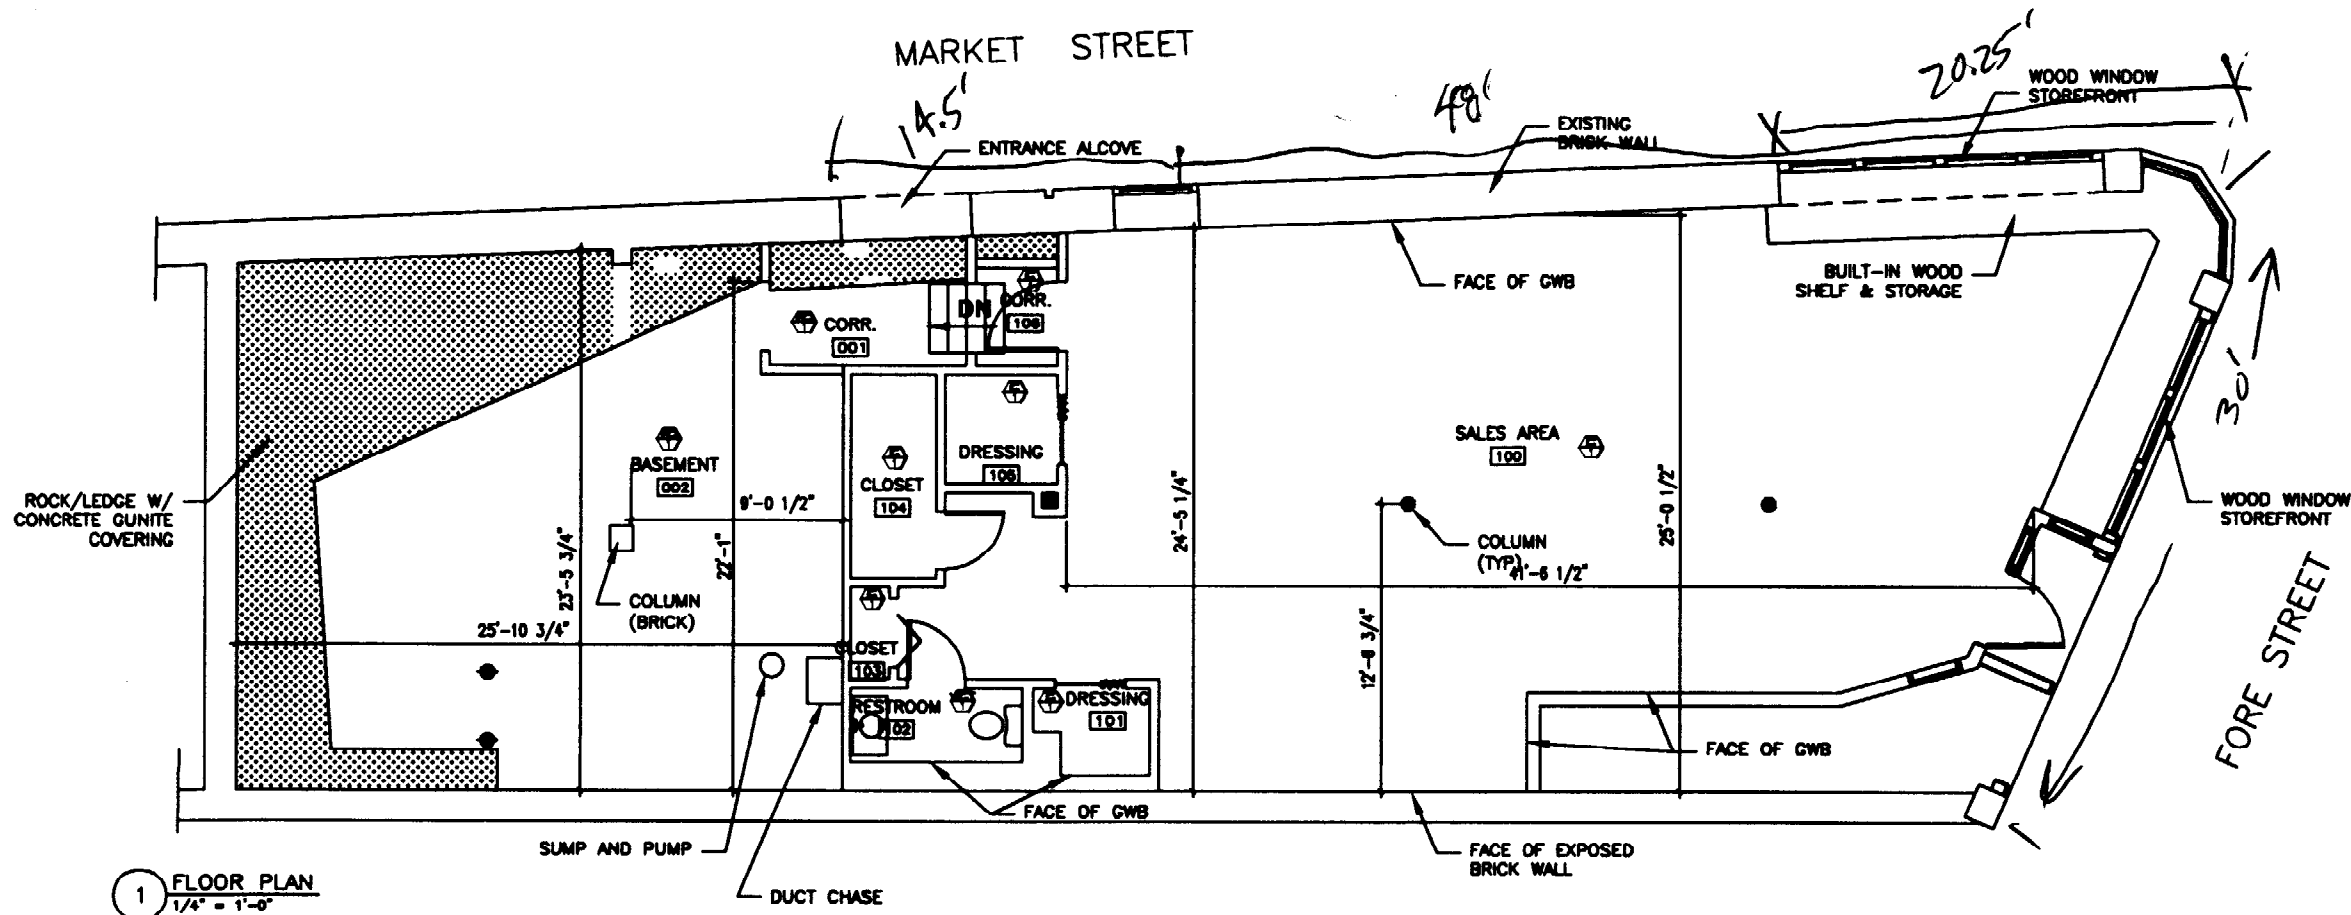 MARKET STREET
14.5'
48'
20.25'
WOOD WINDOW
STOREFRONT
ENTRANCE ALCOVE
EXISTING
BRICK WALL
FACE OF GWB
BUILT-IN WOOD
SHELF & STORAGE
30'
CORR.
001
DN
CORR.
106
BASEMENT
002
CLOSET
104
DRESSING
105
SALES AREA
100
ROCK/LEDGE W/
CONCRETE GUNITE
COVERING
9'-0 1/2"
23'-5 3/4"
22'-1"
24'-5 1/4"
25'-0 1/2"
COLUMN
(TYP)
41'-6 1/2"
12'-6 3/4"
WOOD WINDOW
STOREFRONT
COLUMN
(BRICK)
25'-10 3/4"
CLOSET
103
RESTROOM
102
DRESSING
101
FORE STREET
FACE OF GWB
FACE OF GWB
SUMP AND PUMP
DUCT CHASE
FACE OF EXPOSED
BRICK WALL
1
FLOOR PLAN
1/4" = 1'-0"